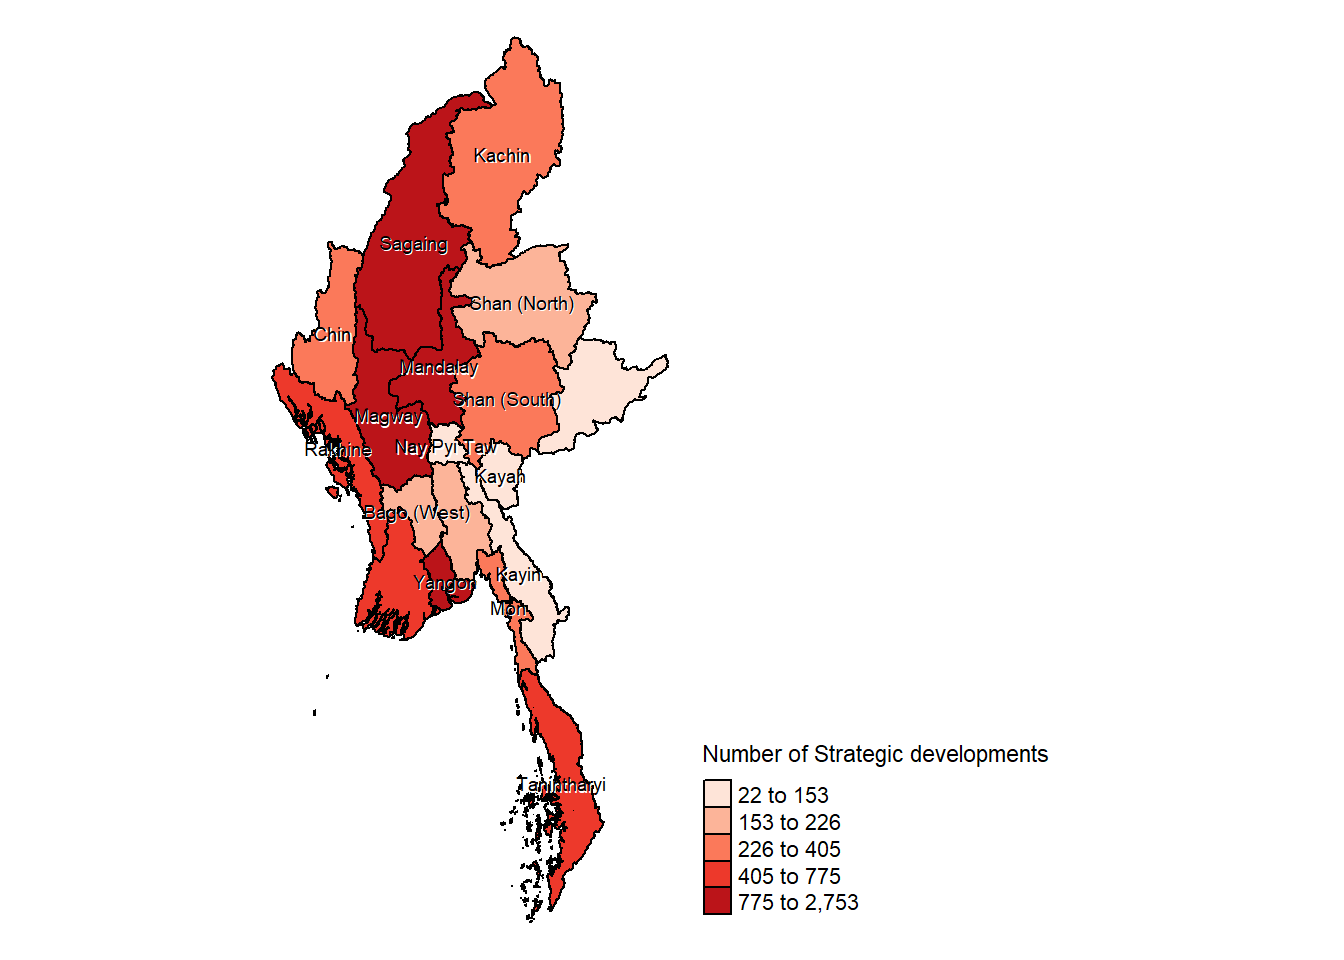 Kachin
Sagaing
Shan (North)
Chin
Mandalay
Shan (South)
Magway
Rakhine
Nay Pyi Taw
Kayah
Bago (West)
Kayin
Yangon
Mon
Tanintharyi
Number of Strategic developments
22 to 153
153 to 226
226 to 405
405 to 775
775 to 2,753